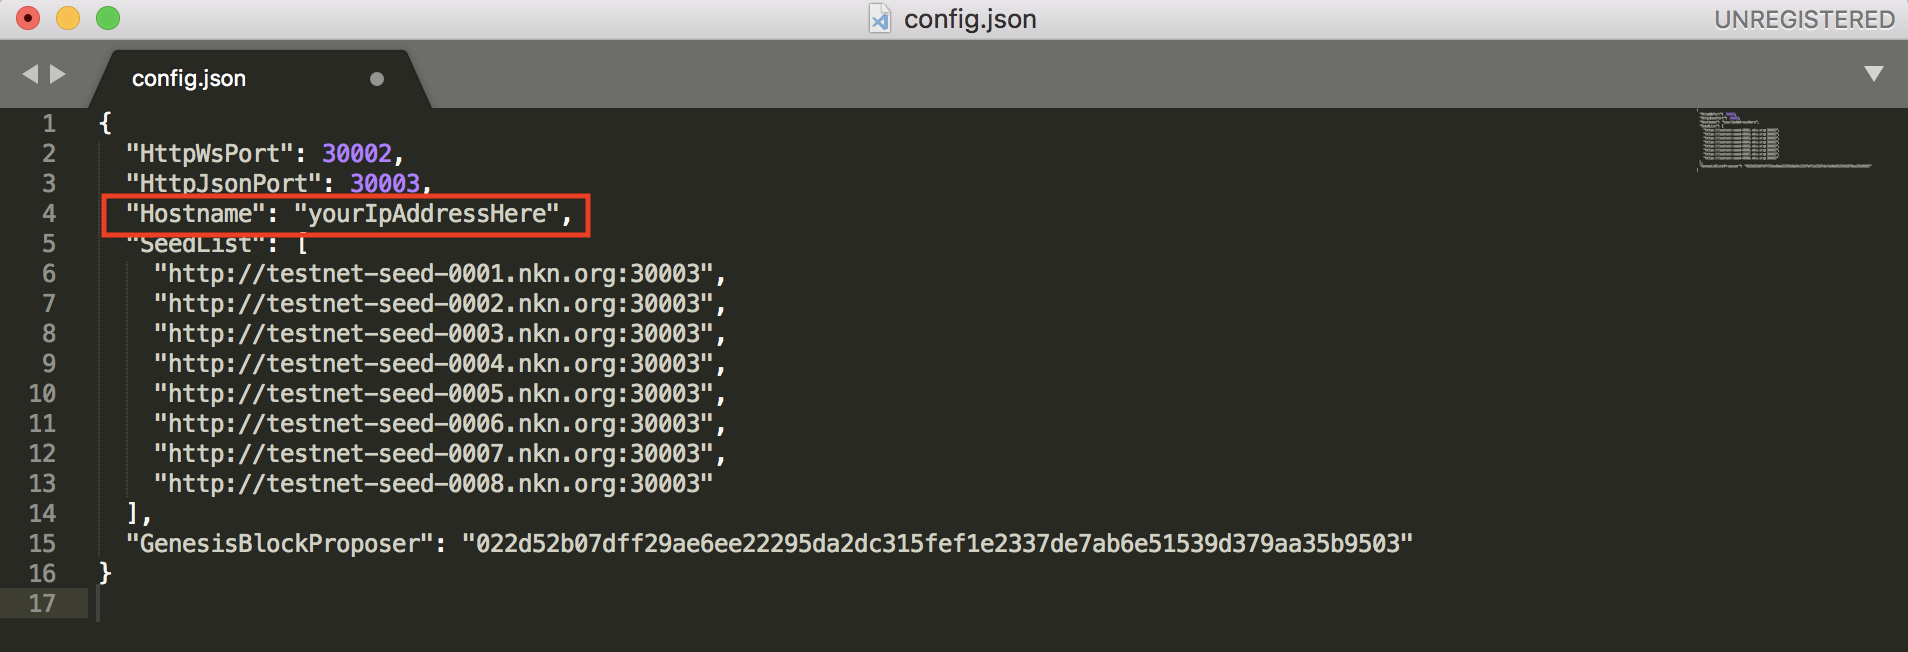 config.json
UNREGISTERED
config.json
1 {
2 "HttpWsPort": 30002,
3 "HttpJsonPort": 30003,
4 "Hostname": "yourIpAddressHere",
5 "SeedList": [
6 "http://testnet-seed-0001.nkn.org:30003",
7 "http://testnet-seed-0002.nkn.org:30003",
8 "http://testnet-seed-0003.nkn.org:30003",
9 "http://testnet-seed-0004.nkn.org:30003",
10 "http://testnet-seed-0005.nkn.org:30003",
11 "http://testnet-seed-0006.nkn.org:30003",
12 "http://testnet-seed-0007.nkn.org:30003",
13 "http://testnet-seed-0008.nkn.org:30003"
14 ],
15 "GenesisBlockProposer": "022d52b07dff29ae6ee22295da2dc315fef1e2337de7ab6e51539d379aa35b9503"
16 }
17